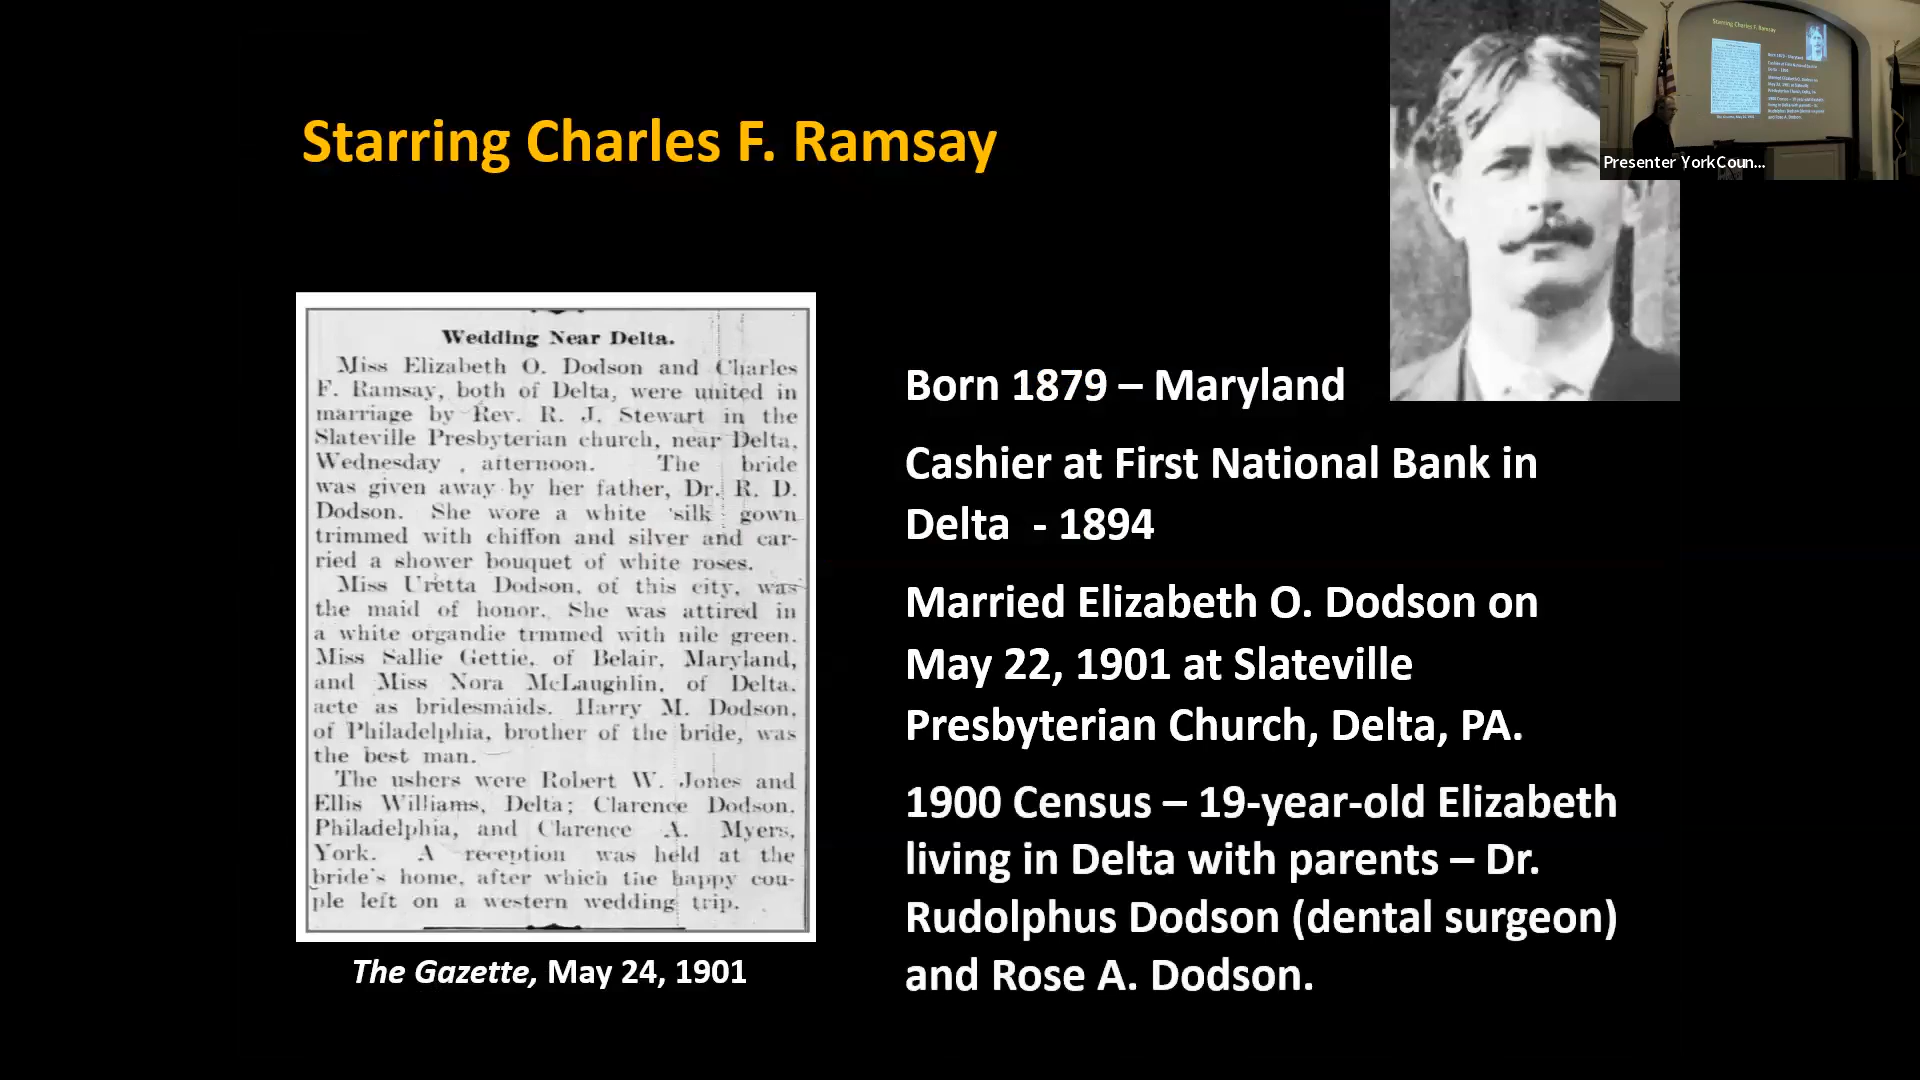 Starring Charles F. Ramsay
Wedding Near Delta.
Miss Elizabeth O. Dodson and Charles
F. Ramsay, both of Delta, were united in
marriage by Rev. R. J. Stewart in the
Slateville Presbyterian church, near Delta,
Wednesday afternoon. The bride
was given away by her father, Dr. R. D.
Dodson. She wore a white silk gown
trimmed with chiffon and silver and car-
ried a shower bouquet of white roses.
Miss Uretta Dodson, of this city, was
the maid of honor. She was attired in
a white organdie trmmed with nile green.
Miss Sallie Gettie, of Belair, Maryland,
and Miss Nora McLaughlin, of Delta,
acte as bridesmaids. Harry M. Dodson,
of Philadelphia, brother of the bride, was
the best man.
The ushers were Robert W. Jones and
Ellis Williams, Delta; Clarence Dodson,
Philadelphia, and Clarence A. Myers,
York. A reception was held at the
bride's home, after which the happy cou-
ple left on a western wedding trip.
The Gazette, May 24, 1901
Born 1879 – Maryland
Cashier at First National Bank in
Delta - 1894
Married Elizabeth O. Dodson on
May 22, 1901 at Slateville
Presbyterian Church, Delta, PA.
1900 Census – 19-year-old Elizabeth
living in Delta with parents – Dr.
Rudolphus Dodson (dental surgeon)
and Rose A. Dodson.
Starring Charles F. Ramsay
Presenter YorkCoun...